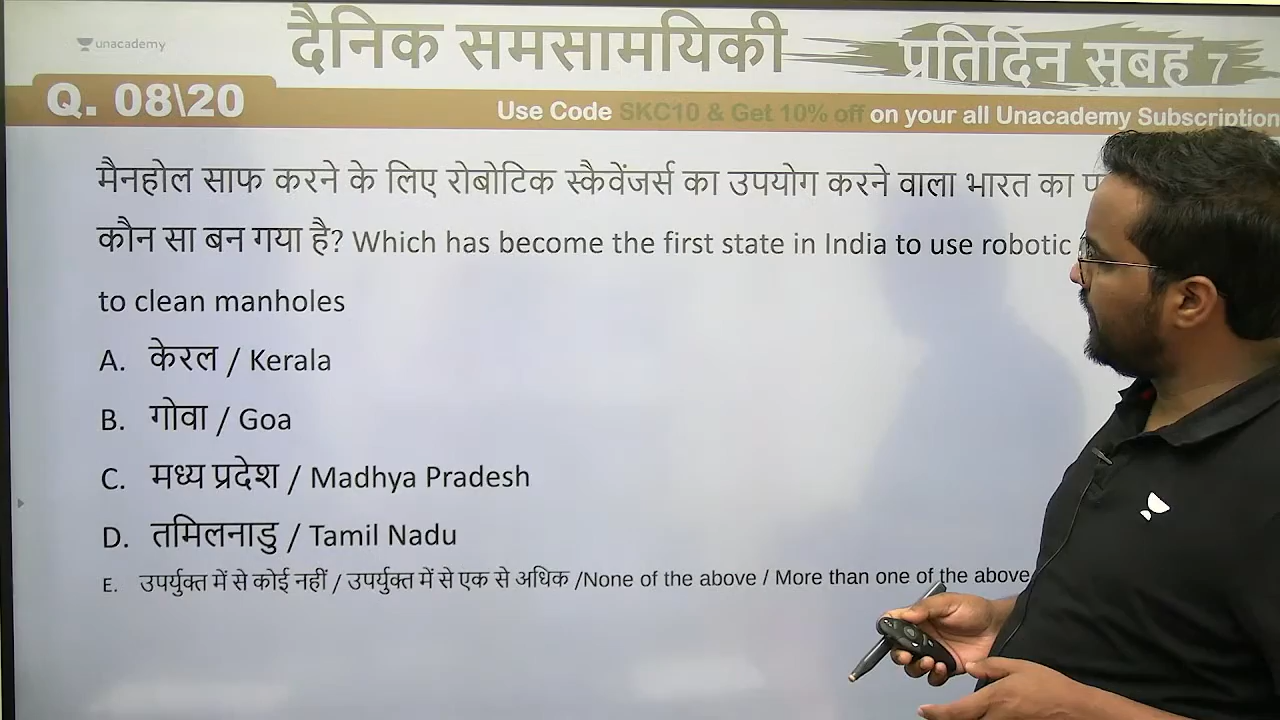 unacademy
दैनिक समसामयिकी
प्रतिदिन सुबह 7
Q. 08\20
Use Code SKC10 & Get 10% off on your all Unacademy Subscription
मैनहोल साफ करने के लिए रोबोटिक स्कैवेंजर्स का उपयोग करने वाला भारत का
कौन सा बन गया है? Which has become the first state in India to use robotic
to clean manholes
A. केरल / Kerala
B. गोवा / Goa
C. मध्य प्रदेश / Madhya Pradesh
D. तमिलनाडु / Tamil Nadu
E. उपर्युक्त में से कोई नहीं / उपर्युक्त में से एक से अधिक /None of the above / More than one of the above